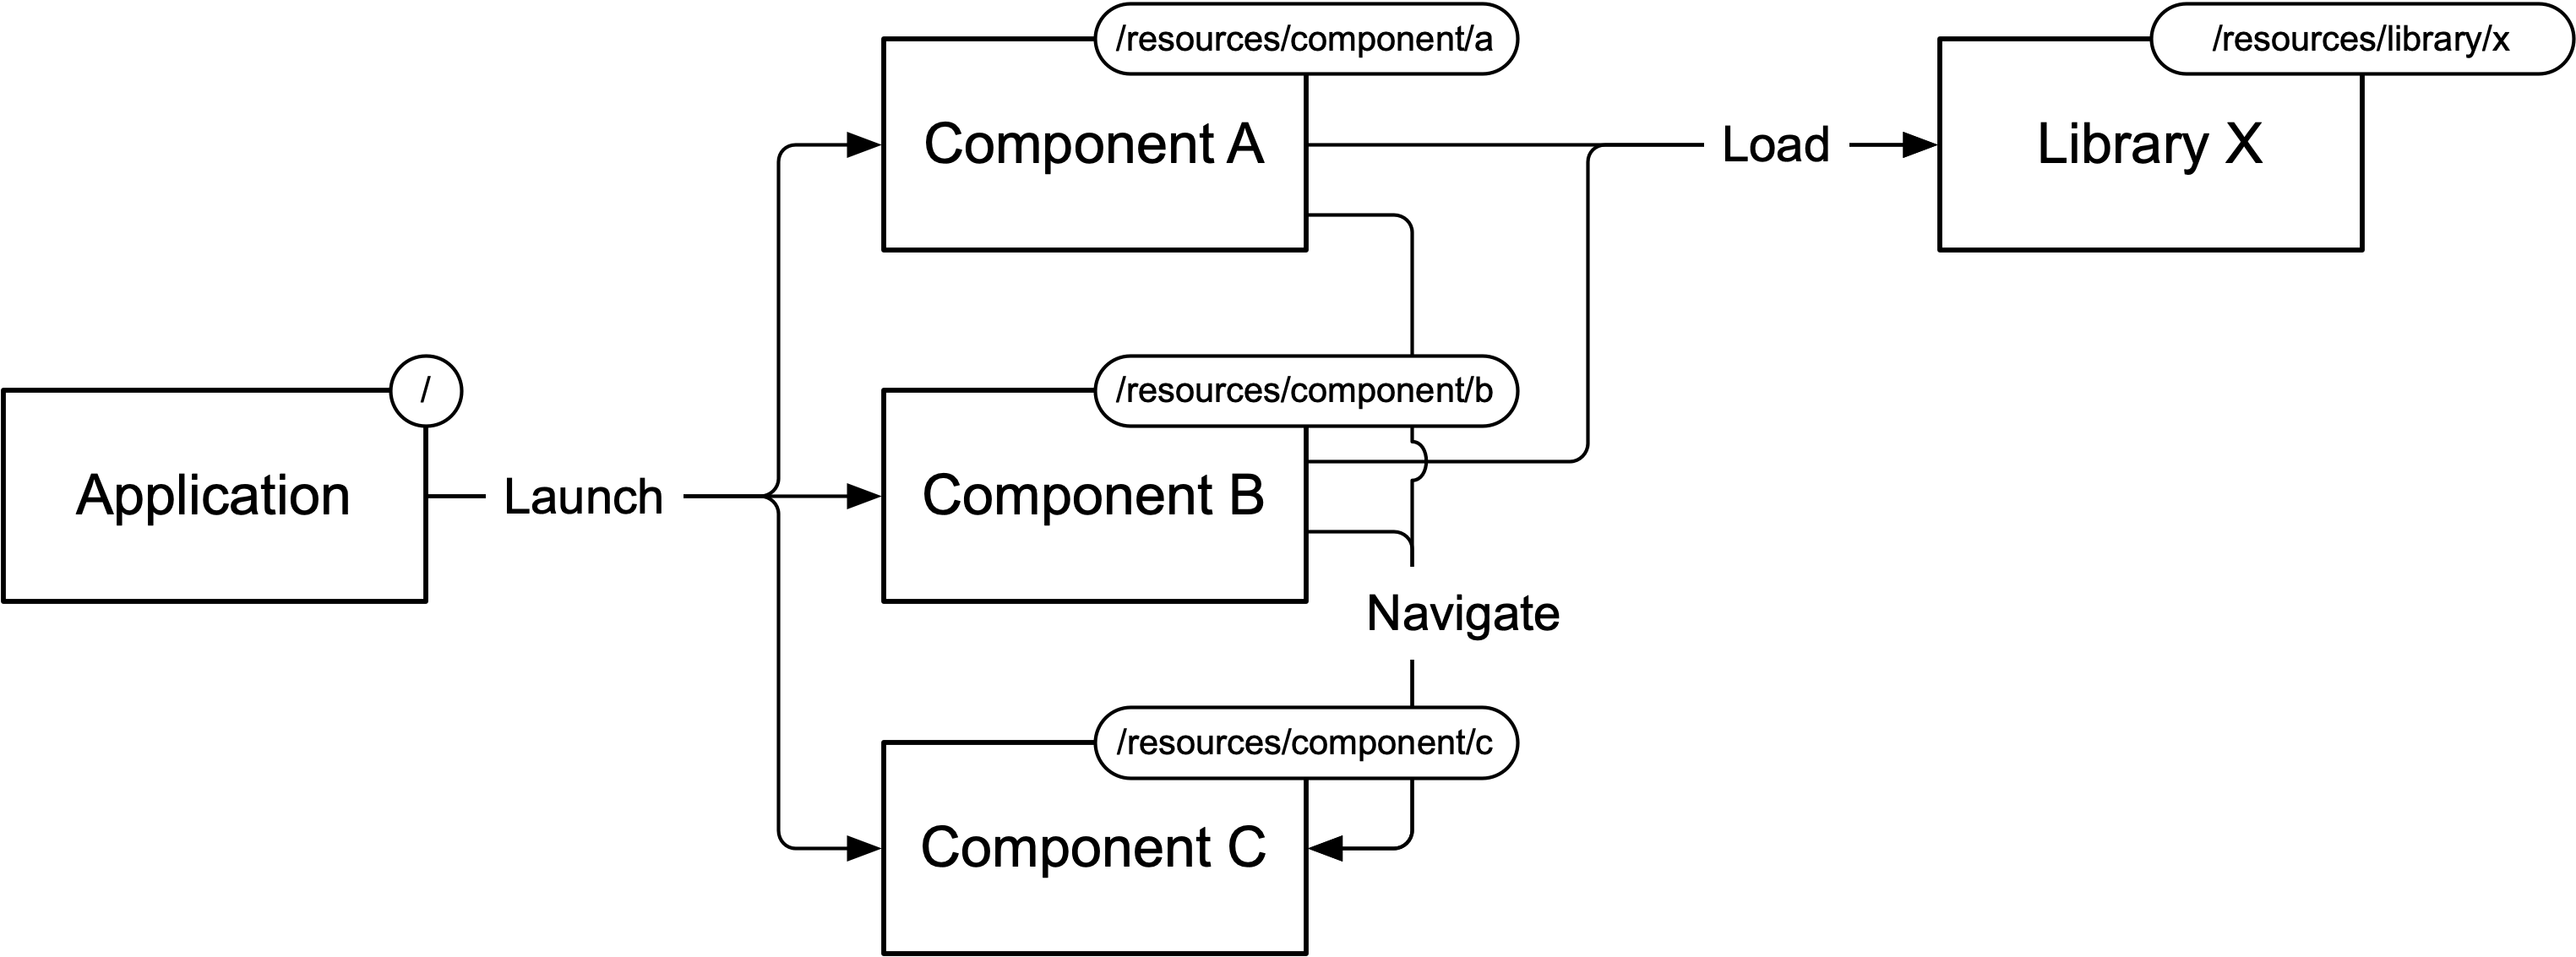 /resources/component/a
/resources/library/x
Component A
Load
Library X
/
/resources/component/b
Application
Launch
Component B
Navigate
/resources/component/c
Component C